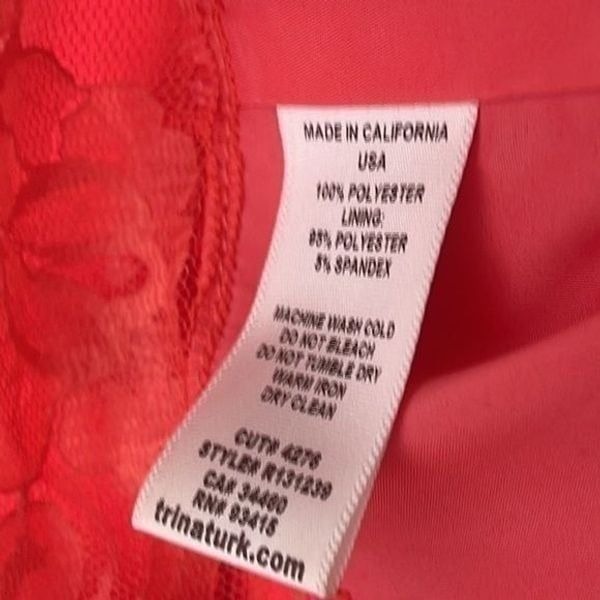 MADE IN CALIFORNIA
USA
100% POLYESTER
LINING:
95% POLYESTER
5% SPANDEX
MACHINE WASH COLD
DO NOT BLEACH
DO NOT TUMBLE DRY
WARM IRON
DRY CLEAN
CUT# 4276
STYLE# R131239
CA# 34460
RN# 93415
trinaturk.com